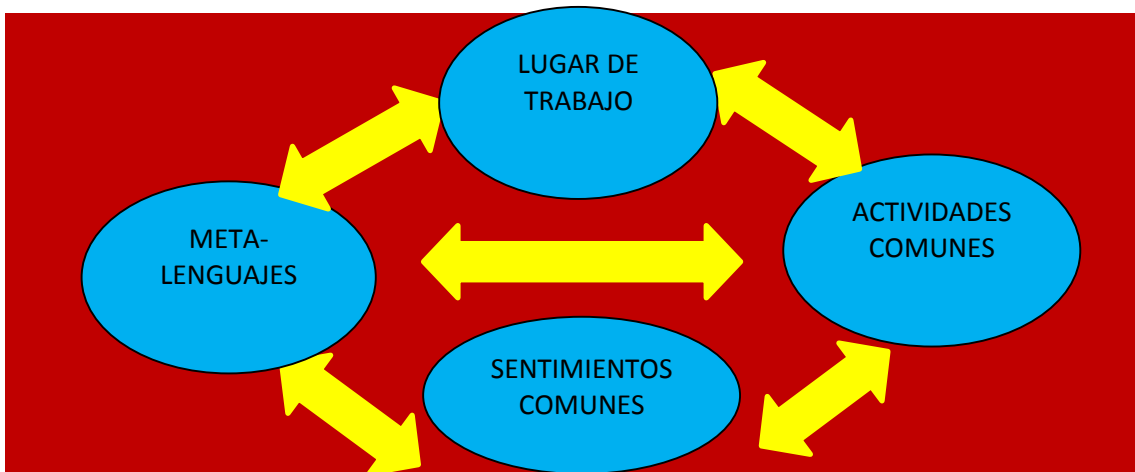 LUGAR DE
TRABAJO
META-
LENGUAJES
ACTIVIDADES
COMUNES
SENTIMIENTOS
COMUNES